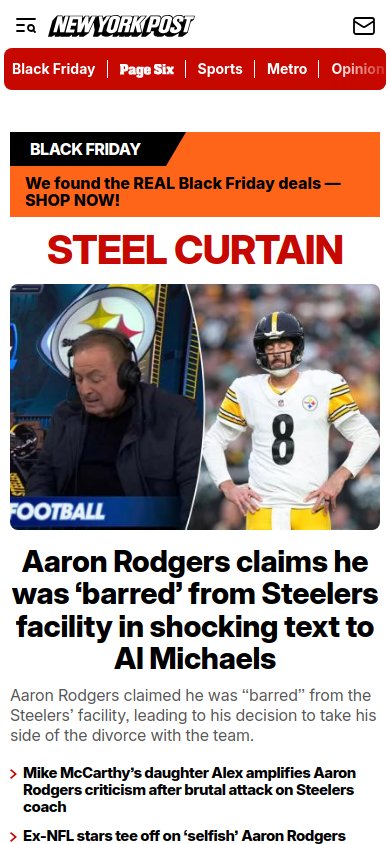 NEW YORK POST
Black Friday
Page Six
Sports
Metro
Opinion
BLACK FRIDAY
We found the REAL Black Friday deals —
SHOP NOW!
STEEL CURTAIN
FOOTBALL
8
Aaron Rodgers claims he
was ‘barred’ from Steelers
facility in shocking text to
Al Michaels
Aaron Rodgers claimed he was “barred” from the
Steelers’ facility, leading to his decision to take his
side of the divorce with the team.
Mike McCarthy’s daughter Alex amplifies Aaron
Rodgers criticism after brutal attack on Steelers
coach
Ex-NFL stars tee off on ‘selfish’ Aaron Rodgers